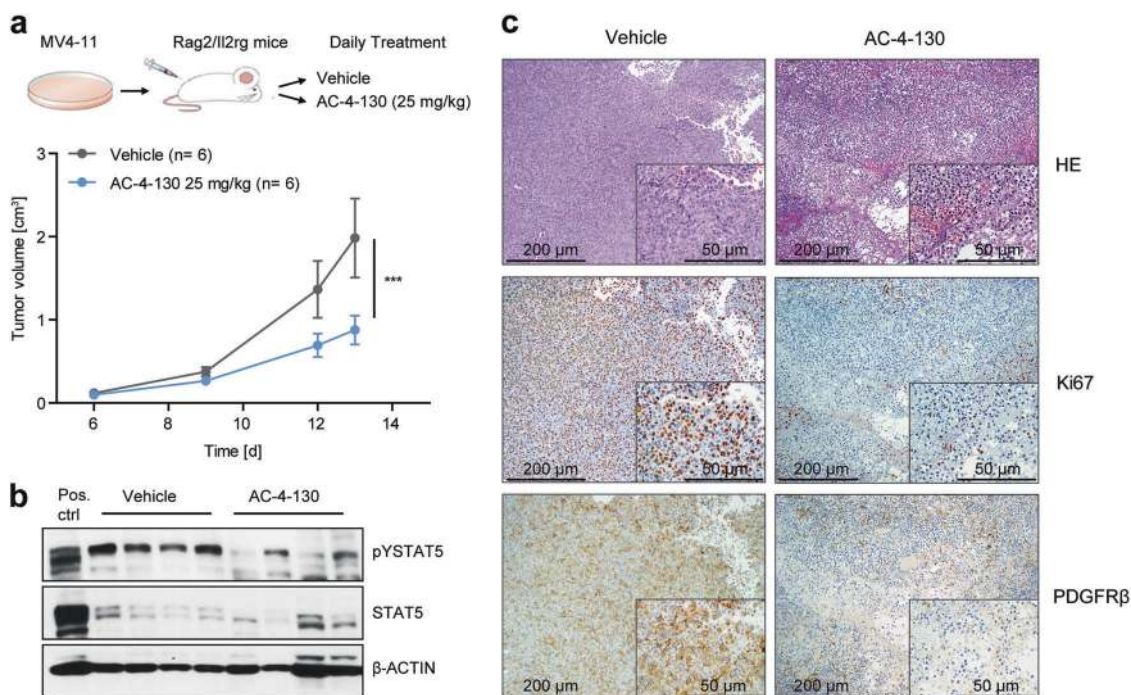 a
MV4-11
Rag2/Il2rg mice
Daily Treatment
Vehicle
AC-4-130 (25 mg/kg)
Vehicle (n= 6)
AC-4-130 25 mg/kg (n= 6)
Tumor volume [cm³]
3
2
1
0
***
6
8
10
12
14
Time [d]
b
Pos. ctrl
Vehicle
AC-4-130
pYSTAT5
STAT5
β-ACTIN
c
Vehicle
AC-4-130
200 µm
50 µm
200 µm
50 µm
HE
200 µm
50 µm
200 µm
50 µm
Ki67
200 µm
50 µm
200 µm
50 µm
PDGFRβ